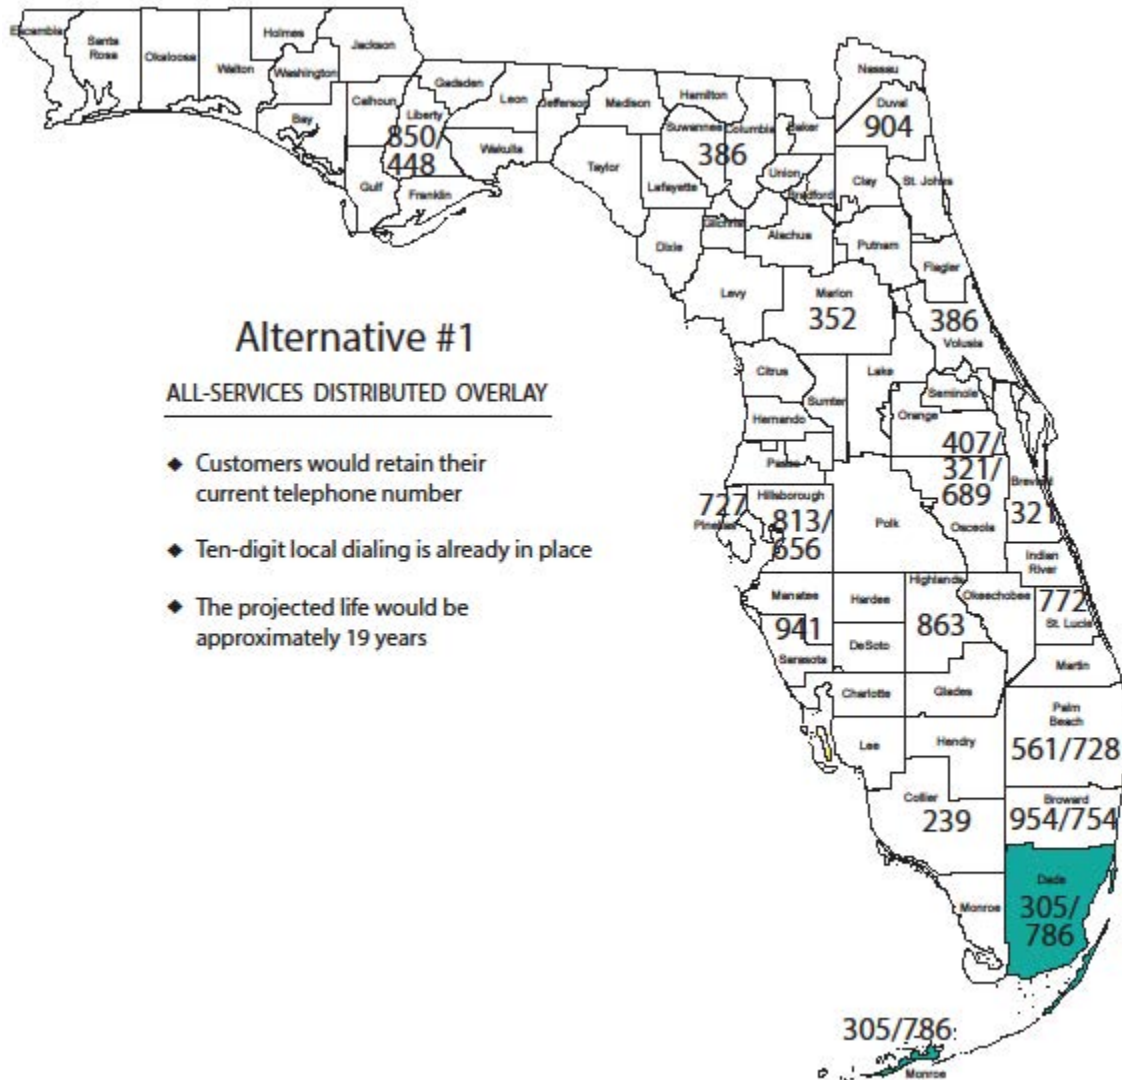 Escambia
Santa
Rosa
Okaloosa
Walton
Holmes
Washington
Jackson
Bay
Calhoun
Gulf
Gadsden
Liberty
850/
448
Franklin
Leon
Wakulla
Jefferson
Madison
Taylor
Hamilton
Suwannee
Columbia
386
Lafayette
Dixie
Baker
Union
Bradford
Gilchrist
Alachua
Nassau
Duval
904
Clay
St. Johns
Putnam
Flagler
Levy
Marion
352
386
Volusia
Citrus
Sumter
Lake
Hernando
Pasco
Seminole
Orange
407/
321/
689
Osceola
Brevard
321
727
Pinellas
Hillsborough
813/
656
Polk
Indian
River
Manatee
941
Sarasota
Hardee
DeSoto
Highlands
863
Okeechobee
772
St. Lucie
Martin
Charlotte
Glades
Lee
Hendry
Palm
Beach
561/728
Collier
239
Broward
954/754
Monroe
Dade
305/
786
305/786
Monroe
Alternative #1
ALL-SERVICES DISTRIBUTED OVERLAY
◆ Customers would retain their
current telephone number
◆ Ten-digit local dialing is already in place
◆ The projected life would be
approximately 19 years